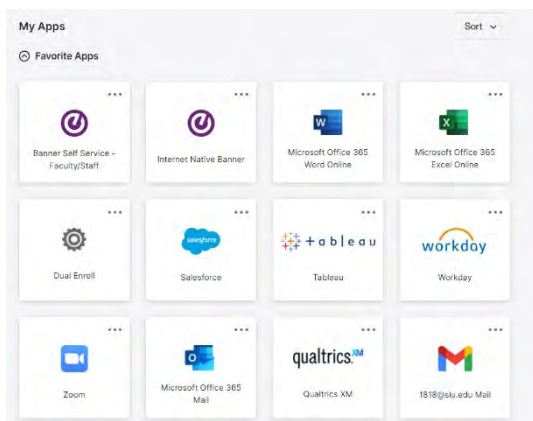 My Apps
Sort
Favorite Apps
Banner Self Service -
Faculty/Staff
Internet Native Banner
W
Microsoft Office 365
Word Online
X
Microsoft Office 365
Excel Online
Dual Enroll
salesforce
Salesforce
+ a b l e a u
Tableau
workday
Workday
Zoom
O
Microsoft Office 365
Mail
qualtrics.XM
Qualtrics XM
1818@slu.edu Mail